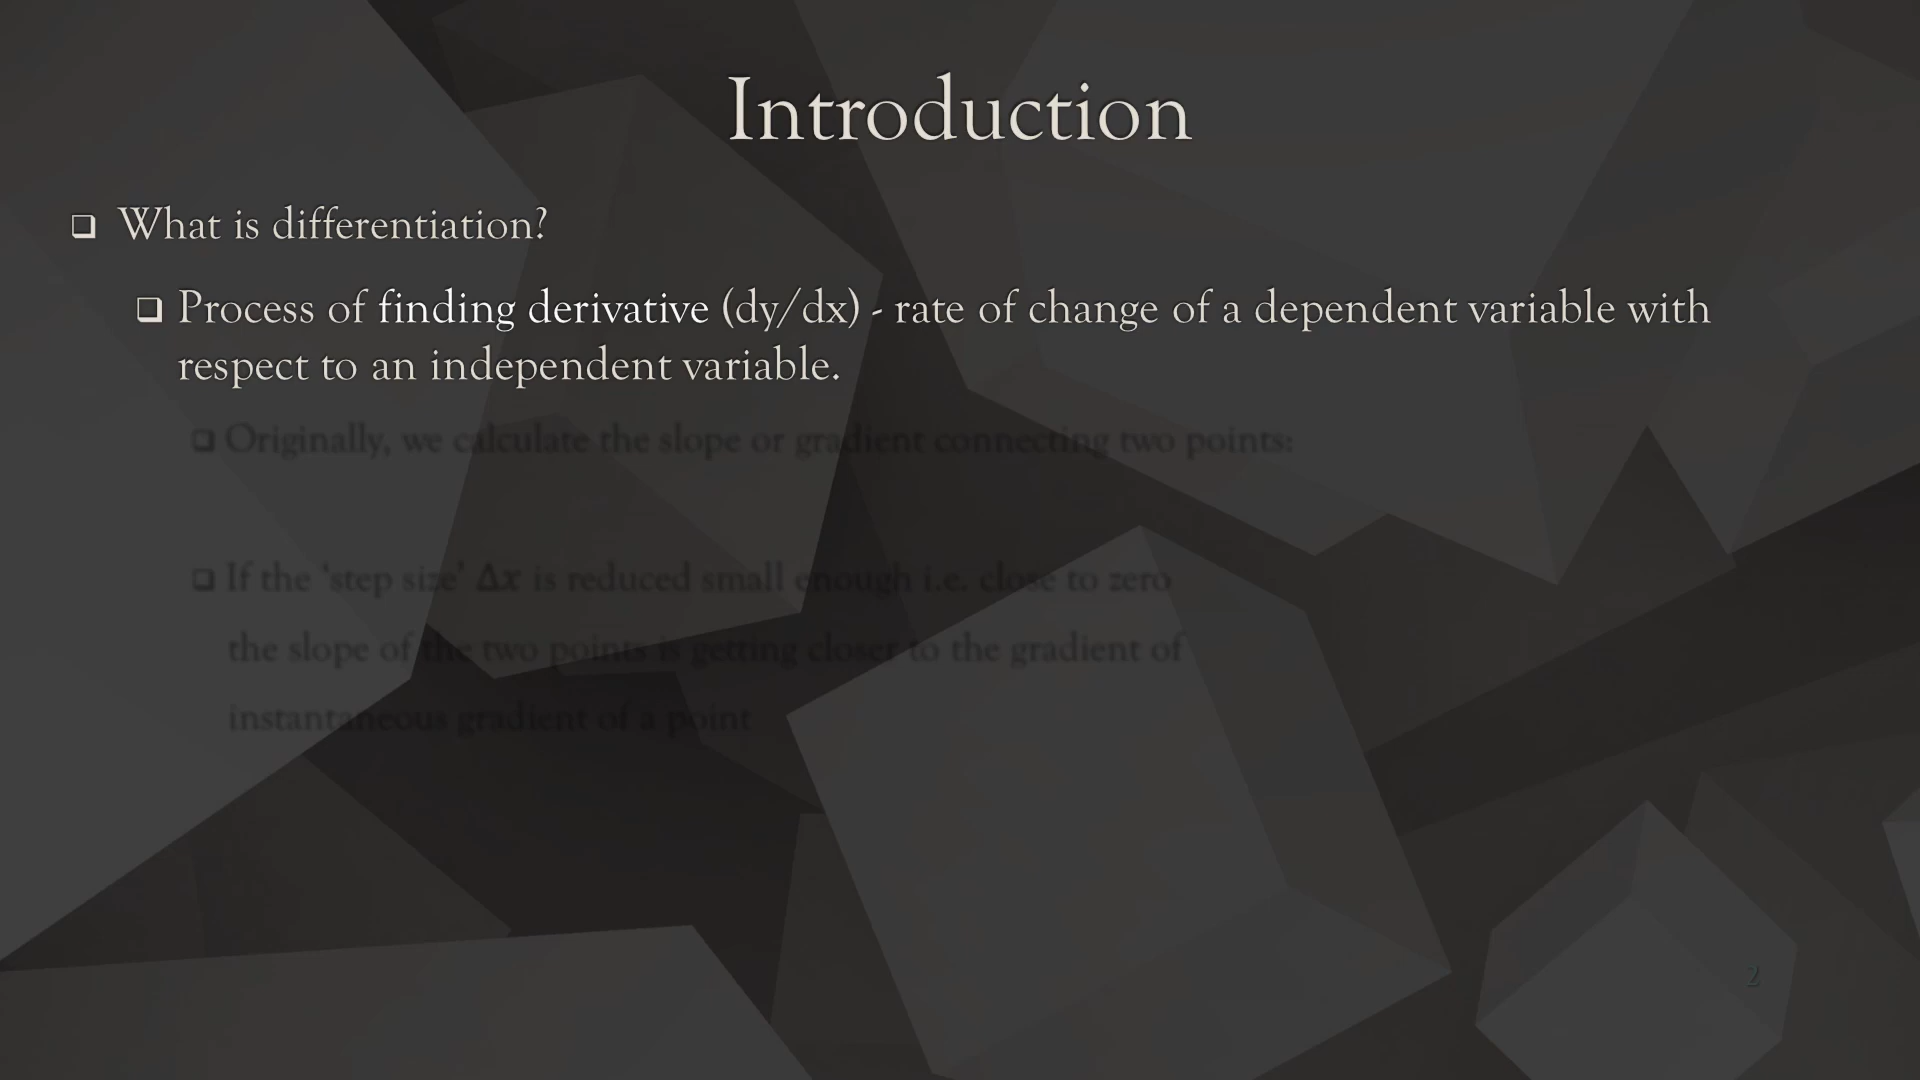 Introduction
❑ What is differentiation?
❑ Process of finding derivative (dy/dx) - rate of change of a dependent variable with
respect to an independent variable.
❑ Originally, we calculate the slope or gradient connecting two points:
❑ If the ‘step size’ Δx is reduced small enough i.e. close to zero
the slope of the two points is getting closer to the gradient of
instantaneous gradient of a point
2